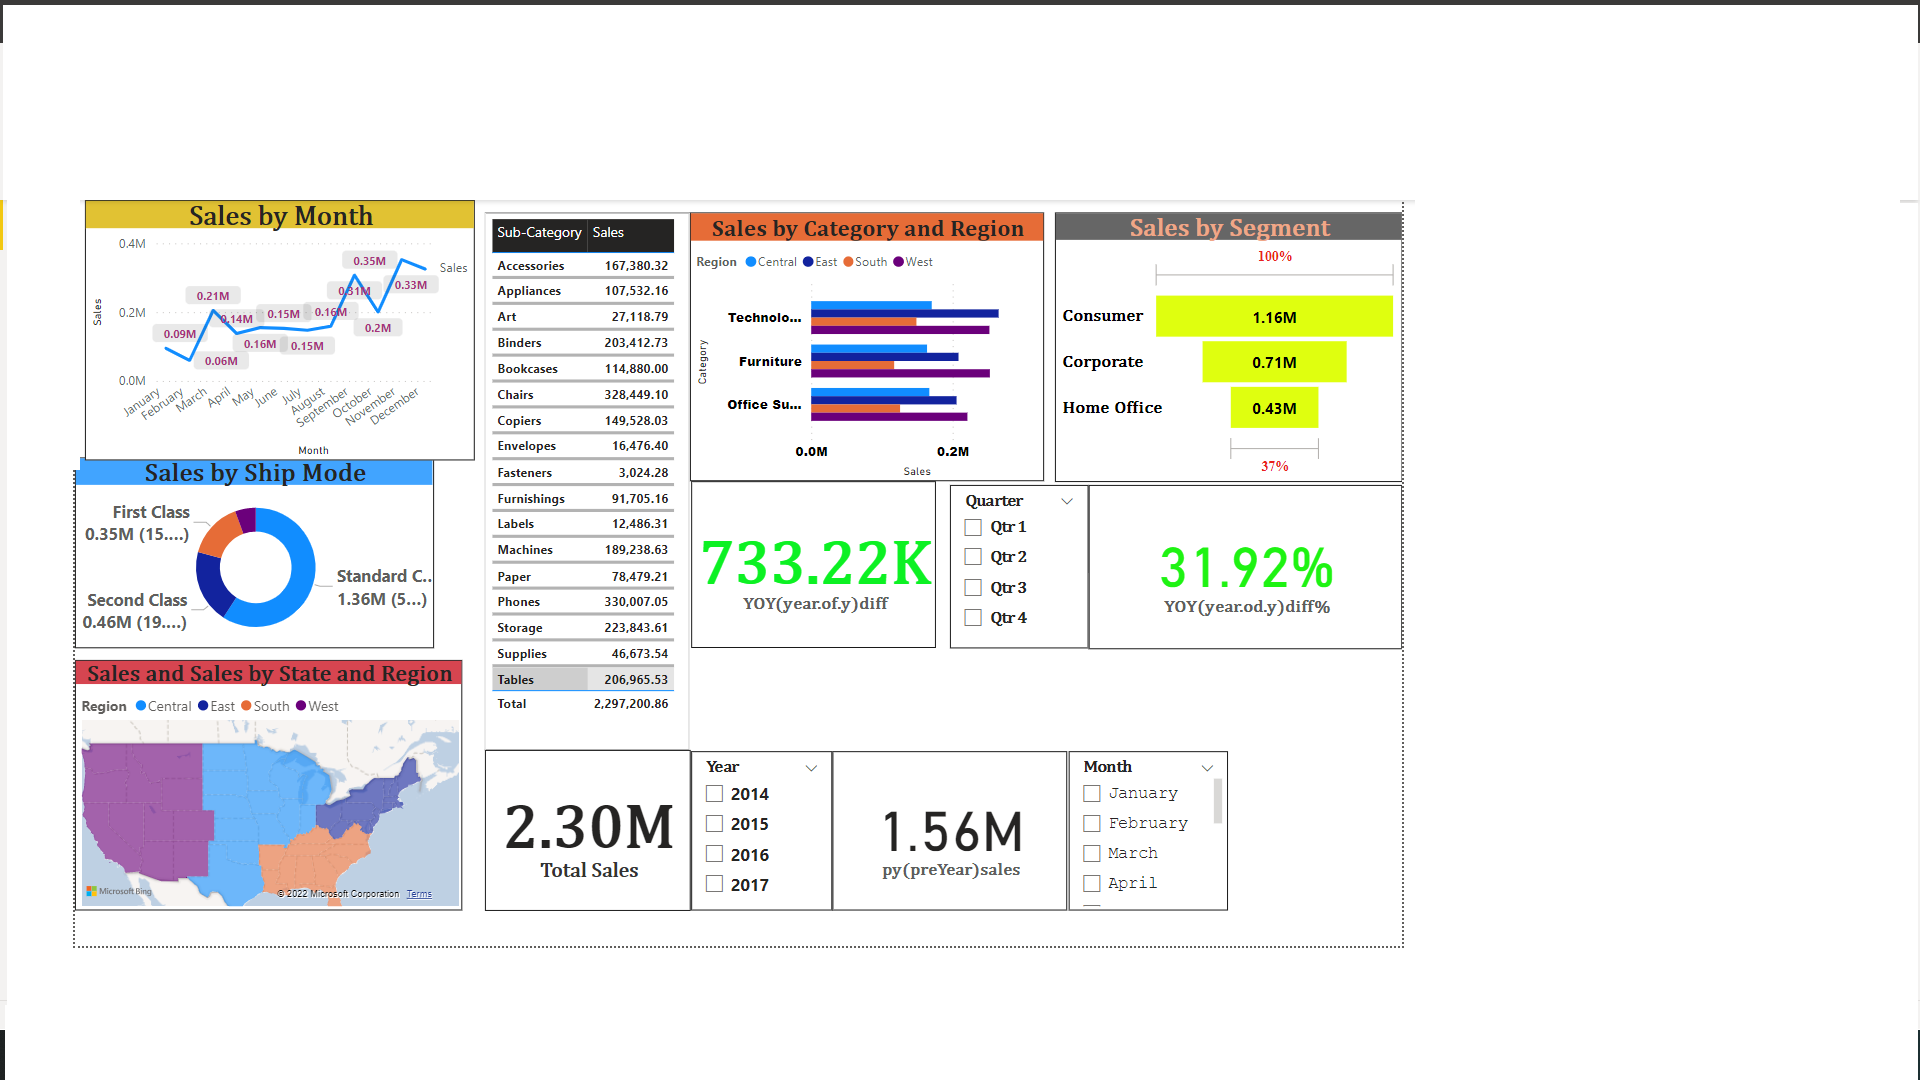 Sales by Month
0.4M
0.2M
0.0M
Sales
0.09M
0.06M
0.21M
0.14M
0.16M
0.15M
0.15M
0.16M
0.31M
0.2M
0.35M
0.33M
Sales
January
February
March
April
May
June
July
August
September
October
November
December
Month
Sales by Ship Mode
First Class
0.35M (15....)
Second Class
0.46M (19....)
Standard C..
1.36M (5...)
Sales and Sales by State and Region
Region Central East South West
Microsoft Bing
© 2022 Microsoft Corporation Terms
Sub-Category Sales
Accessories 167,380.32
Appliances 107,532.16
Art 27,118.79
Binders 203,412.73
Bookcases 114,880.00
Chairs 328,449.10
Copiers 149,528.03
Envelopes 16,476.40
Fasteners 3,024.28
Furnishings 91,705.16
Labels 12,486.31
Machines 189,238.63
Paper 78,479.21
Phones 330,007.05
Storage 223,843.61
Supplies 46,673.54
Tables 206,965.53
Total 2,297,200.86
Sales by Category and Region
Region Central East South West
Category
Technolo...
Furniture
Office Su...
0.0M 0.2M
Sales
Sales by Segment
100%
Consumer 1.16M
Corporate 0.71M
Home Office 0.43M
37%
733.22K
YOY(year.of.y)diff
Quarter
Qtr 1
Qtr 2
Qtr 3
Qtr 4
31.92%
YOY(year.od.y)diff%
2.30M
Total Sales
Year
2014
2015
2016
2017
1.56M
py(preYear)sales
Month
January
February
March
April